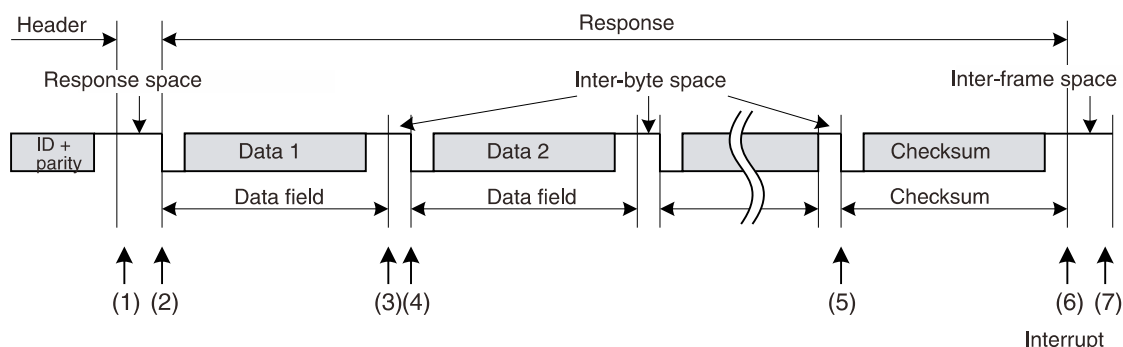 Header
Response
Response space
Inter-byte space
Inter-frame space
ID +
parity
Data 1
Data 2
Checksum
Data field
Data field
Checksum
(1) (2) (3) (4) (5) (6) (7)
Interrupt